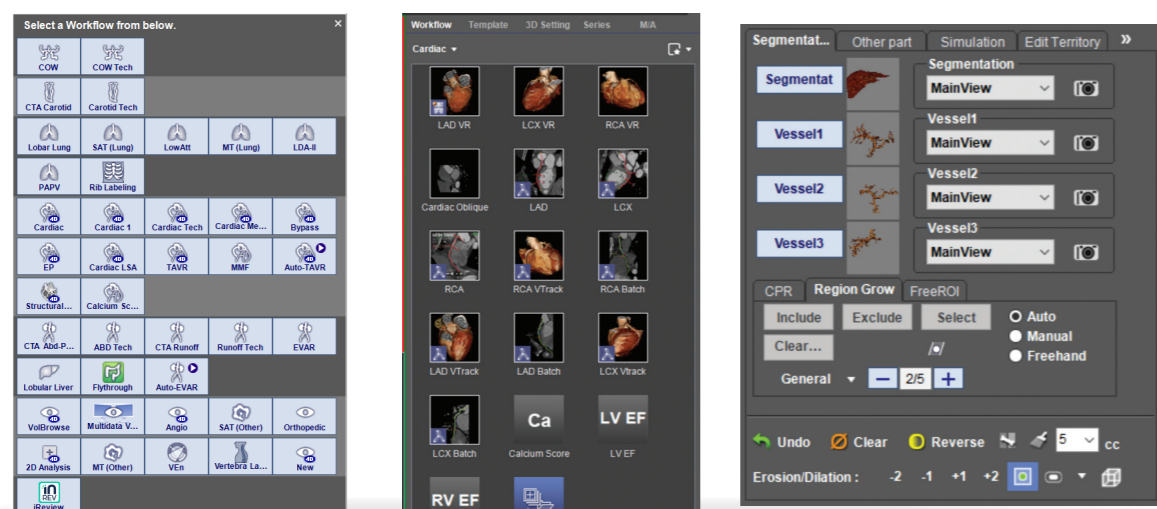 Select a Workflow from below. ×
COW COW Tech
CTA Carotid Carotid Tech
Lobar Lung SAT (Lung) LowAtt MT (Lung) LDA-II
PAPV Rib Labeling
Cardiac Cardiac 1 Cardiac Tech Cardiac Me... Bypass
EP Cardiac LSA TAVR MMF Auto-TAVR
Structural... Calcium Sc...
CTA Abd-P... ABD Tech CTA Runoff Runoff Tech EVAR
Lobular Liver Flythrough Auto-EVAR
VolBrowse Multidata V... Angio SAT (Other) Orthopedic
2D Analysis MT (Other) VEn Vertebra La... New
iReview
Workflow Template 3D Setting Series M/A
Cardiac
LAD VR LCX VR RCA VR
Cardiac Oblique LAD LCX
RCA RCA VTrack RCA Batch
LAD VTrack LAD Batch LCX Vtrack
Ca LV EF
LCX Batch Calcium Score LV EF
RV EF
Segmentat... Other part Simulation Edit Territory »
Segmentation
Segmentat MainView
Vessel1
Vessel1 MainView
Vessel2
Vessel2 MainView
Vessel3
Vessel3 MainView
CPR Region Grow FreeROI
Include Exclude Select Auto
Manual
Clear... Freehand
General 2/5 +
Undo Clear Reverse 5 cc
Erosion/Dilation : -2 -1 +1 +2